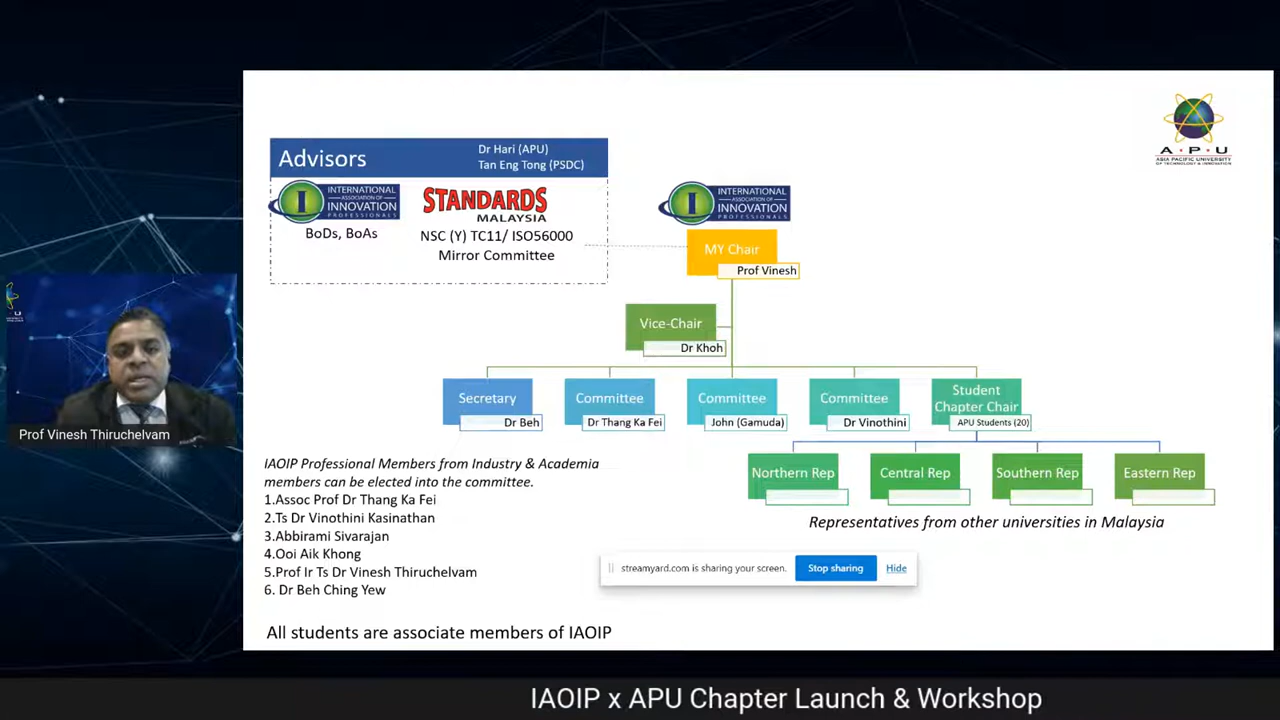 Advisors
Dr Hari (APU)
Tan Eng Tong (PSDC)
INTERNATIONAL
ASSOCIATION OF
INNOVATION
PROFESSIONALS
BoDs, BoAs
STANDARDS
MALAYSIA
NSC (Y) TC11/ ISO56000
Mirror Committee
A · P · U
ASIA PACIFIC UNIVERSITY
OF TECHNOLOGY & INNOVATION
INTERNATIONAL
ASSOCIATION OF
INNOVATION
PROFESSIONALS
MY Chair
Prof Vinesh
Vice-Chair
Dr Khoh
Secretary
Dr Beh
Committee
Dr Thang Ka Fei
Committee
John (Gamuda)
Committee
Dr Vinothini
Student
Chapter Chair
APU Students (20)
Northern Rep
Central Rep
Southern Rep
Eastern Rep
Representatives from other universities in Malaysia
IAOIP Professional Members from Industry & Academia
members can be elected into the committee.
1.Assoc Prof Dr Thang Ka Fei
2.Ts Dr Vinothini Kasinathan
3.Abbirami Sivarajan
4.Ooi Aik Khong
5.Prof Ir Ts Dr Vinesh Thiruchelvam
6. Dr Beh Ching Yew
All students are associate members of IAOIP
streamyard.com is sharing your screen.
Stop sharing
Hide
P U
Prof Vinesh Thiruchelvam
IAOIP x APU Chapter Launch & Workshop